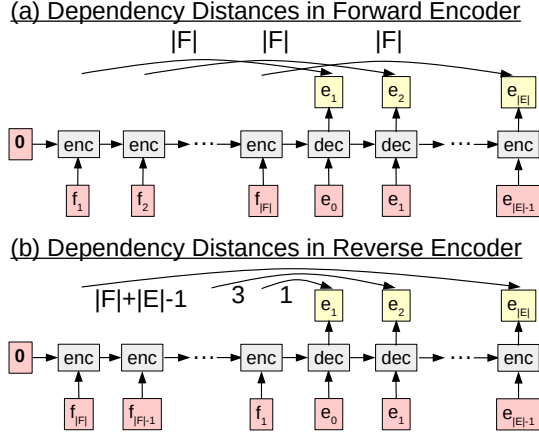 (a) Dependency Distances in Forward Encoder
|F| |F| |F|
e1 e2 e|E|
0 enc enc ... enc dec dec ... enc
f1 f2 f|F| e0 e1 e|E|-1
(b) Dependency Distances in Reverse Encoder
|F|+|E|-1 3 1 e1 e2 e|E|
0 enc enc ... enc dec dec ... enc
f|F| f|F|-1 f1 e0 e1 e|E|-1